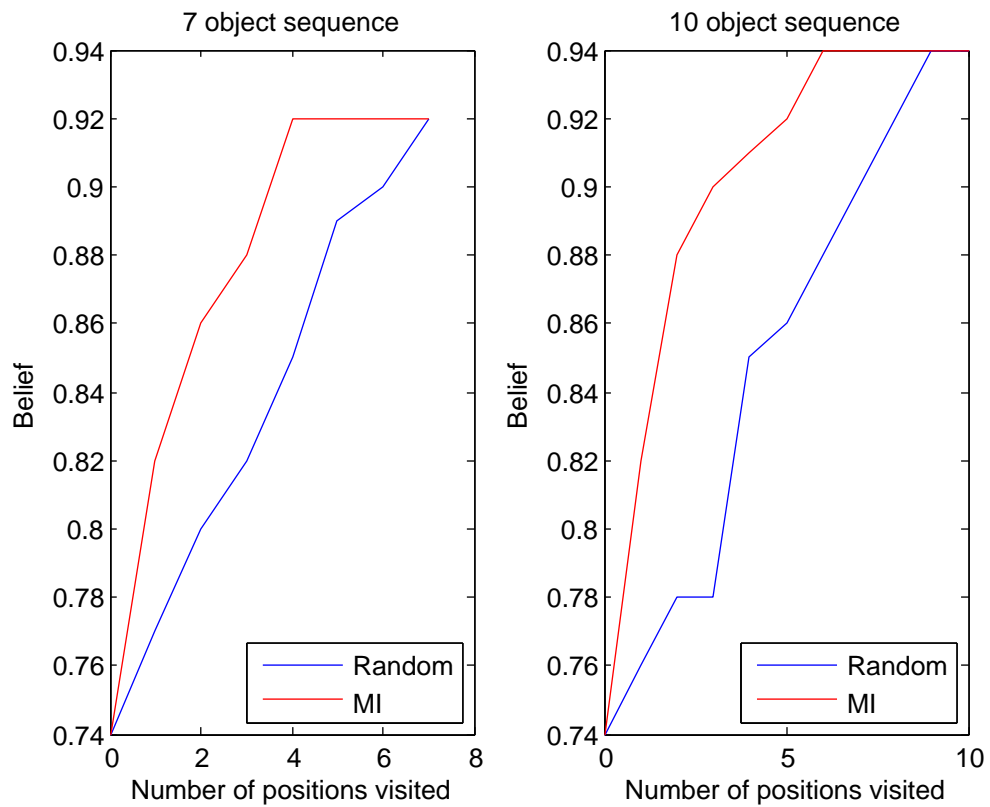 7 object sequence
0.94
0.92
0.9
0.88
0.86
0.84
0.82
0.8
0.78
0.76
0.74
Belief
0 2 4 6 8
Number of positions visited
Random
MI
10 object sequence
0.94
0.92
0.9
0.88
0.86
0.84
0.82
0.8
0.78
0.76
0.74
Belief
0 5 10
Number of positions visited
Random
MI